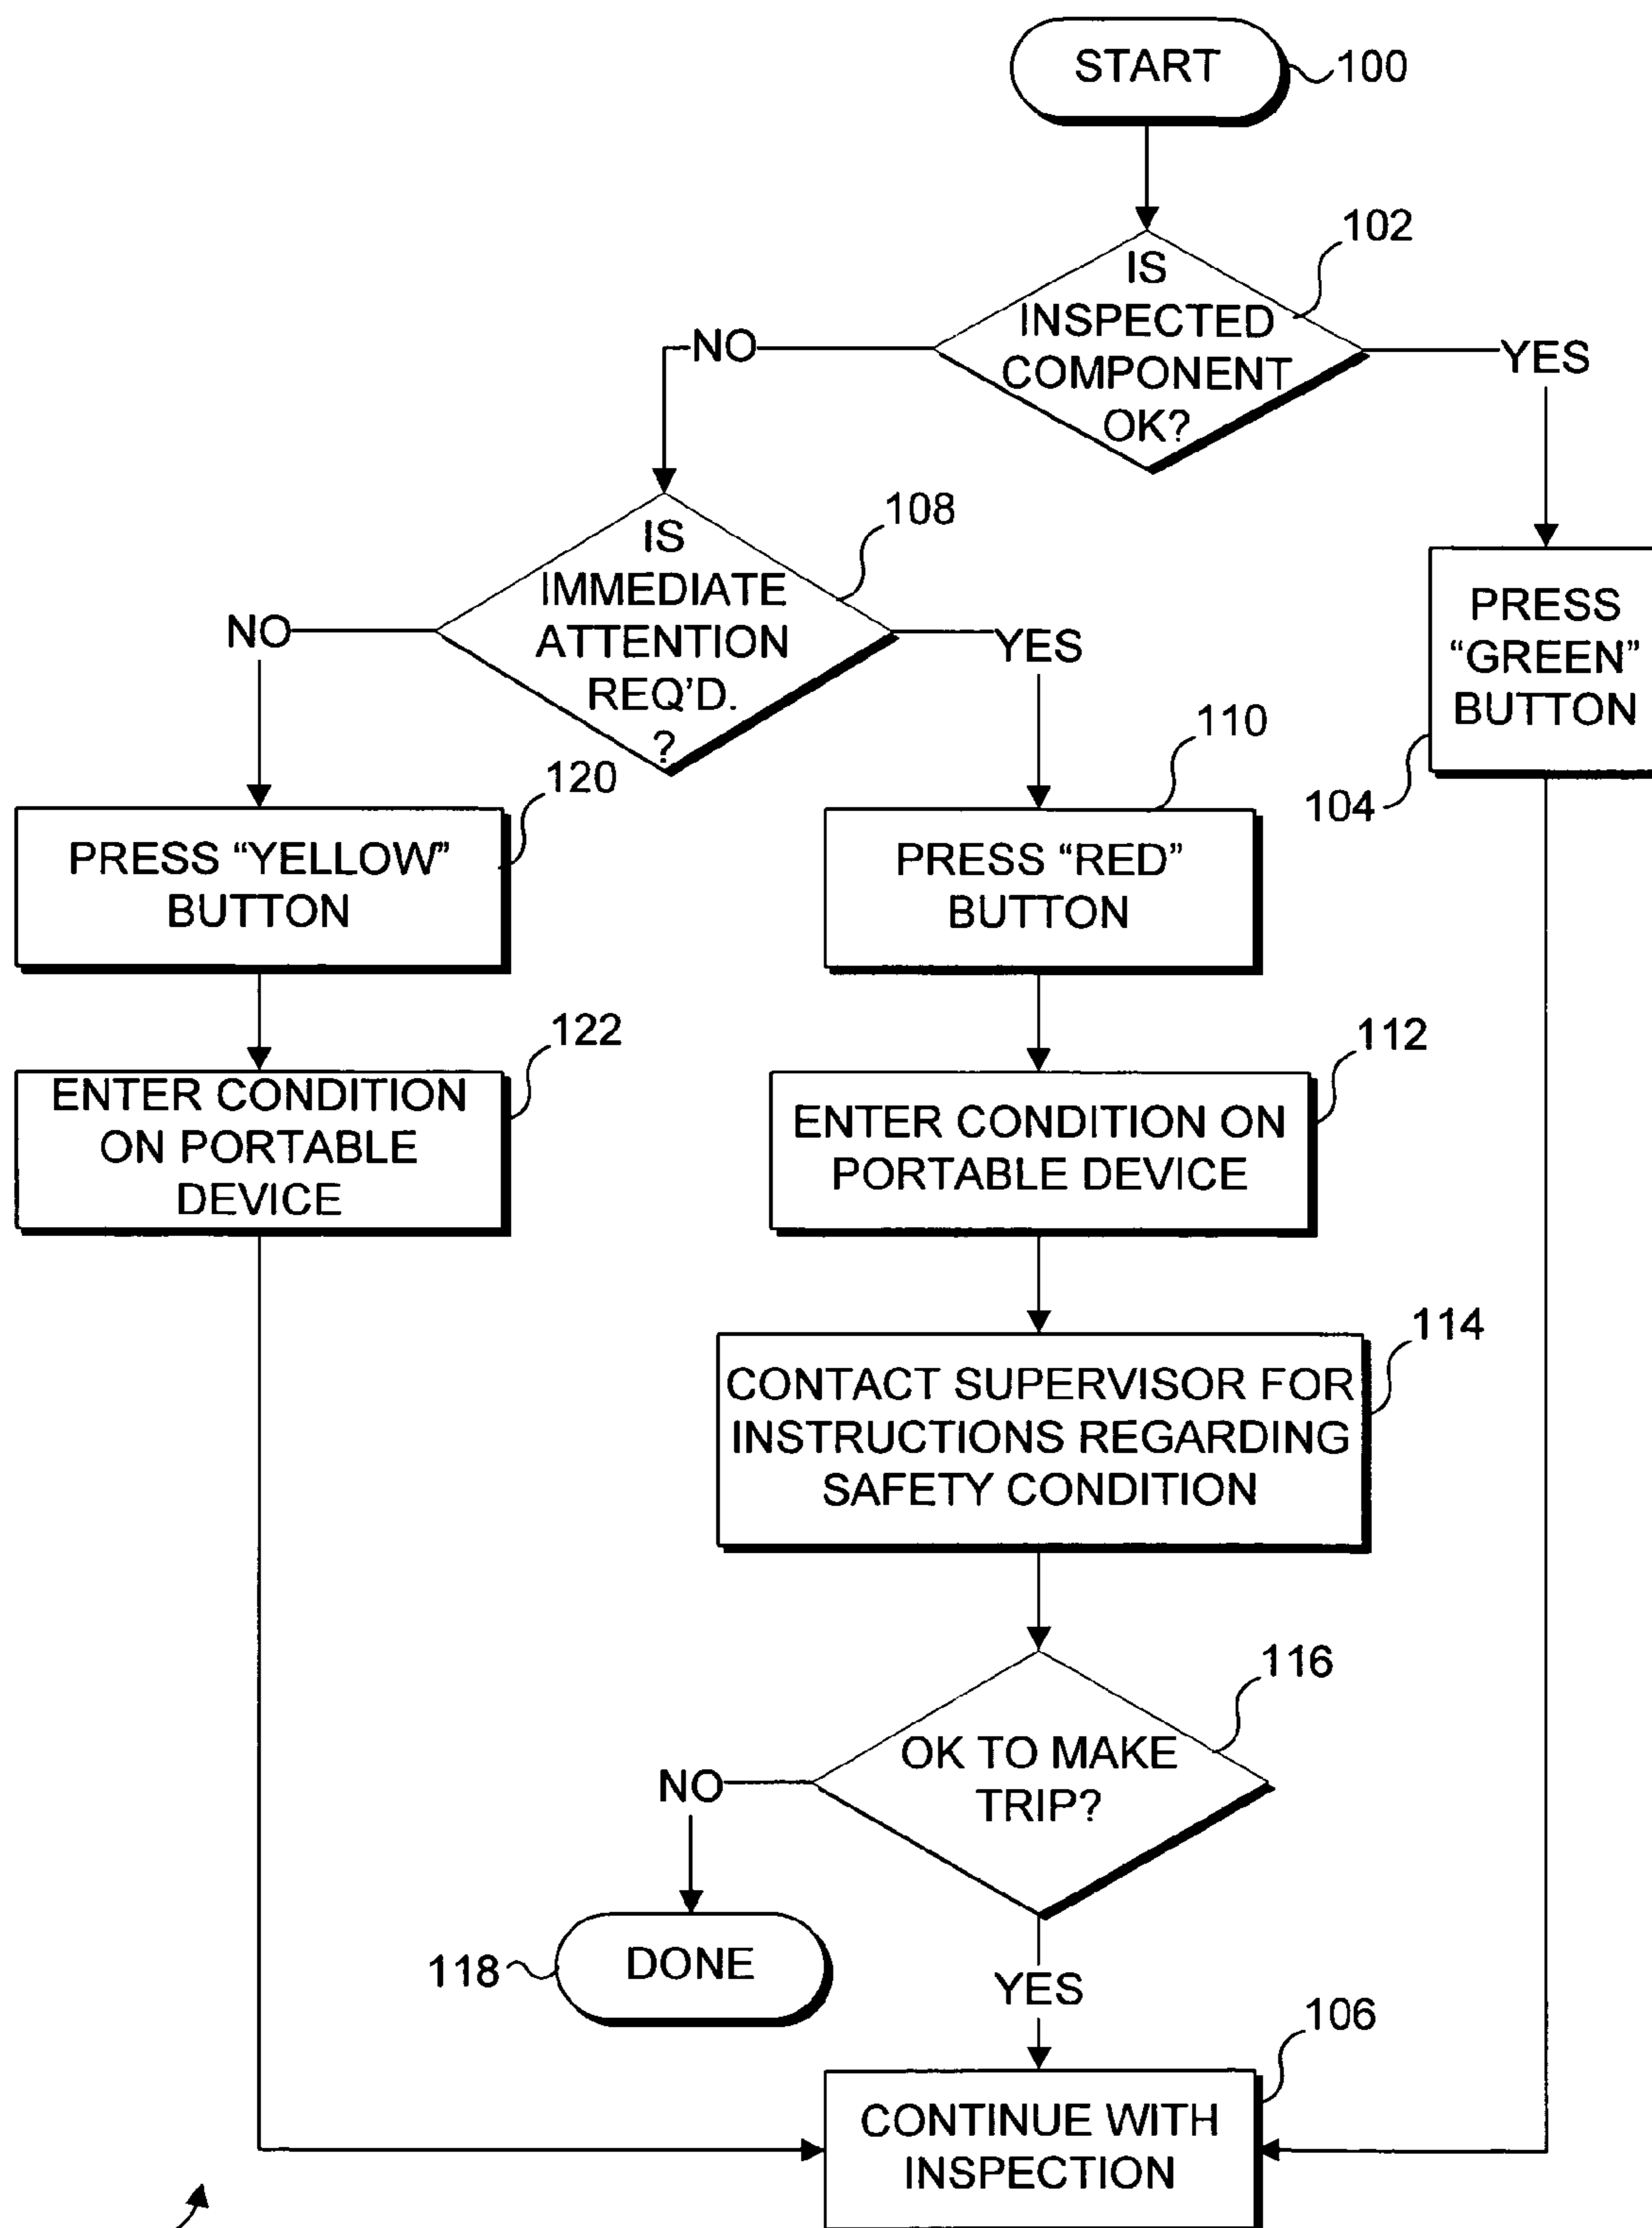 START
100
102
IS
INSPECTED
COMPONENT
OK?
NO
YES
108
IS
IMMEDIATE
ATTENTION
REQ'D.
?
NO
YES
PRESS
“GREEN”
BUTTON
104
120
PRESS “YELLOW”
BUTTON
110
PRESS “RED”
BUTTON
122
ENTER CONDITION
ON PORTABLE
DEVICE
112
ENTER CONDITION ON
PORTABLE DEVICE
114
CONTACT SUPERVISOR FOR
INSTRUCTIONS REGARDING
SAFETY CONDITION
116
OK TO MAKE
TRIP?
NO
118
DONE
YES
106
CONTINUE WITH
INSPECTION